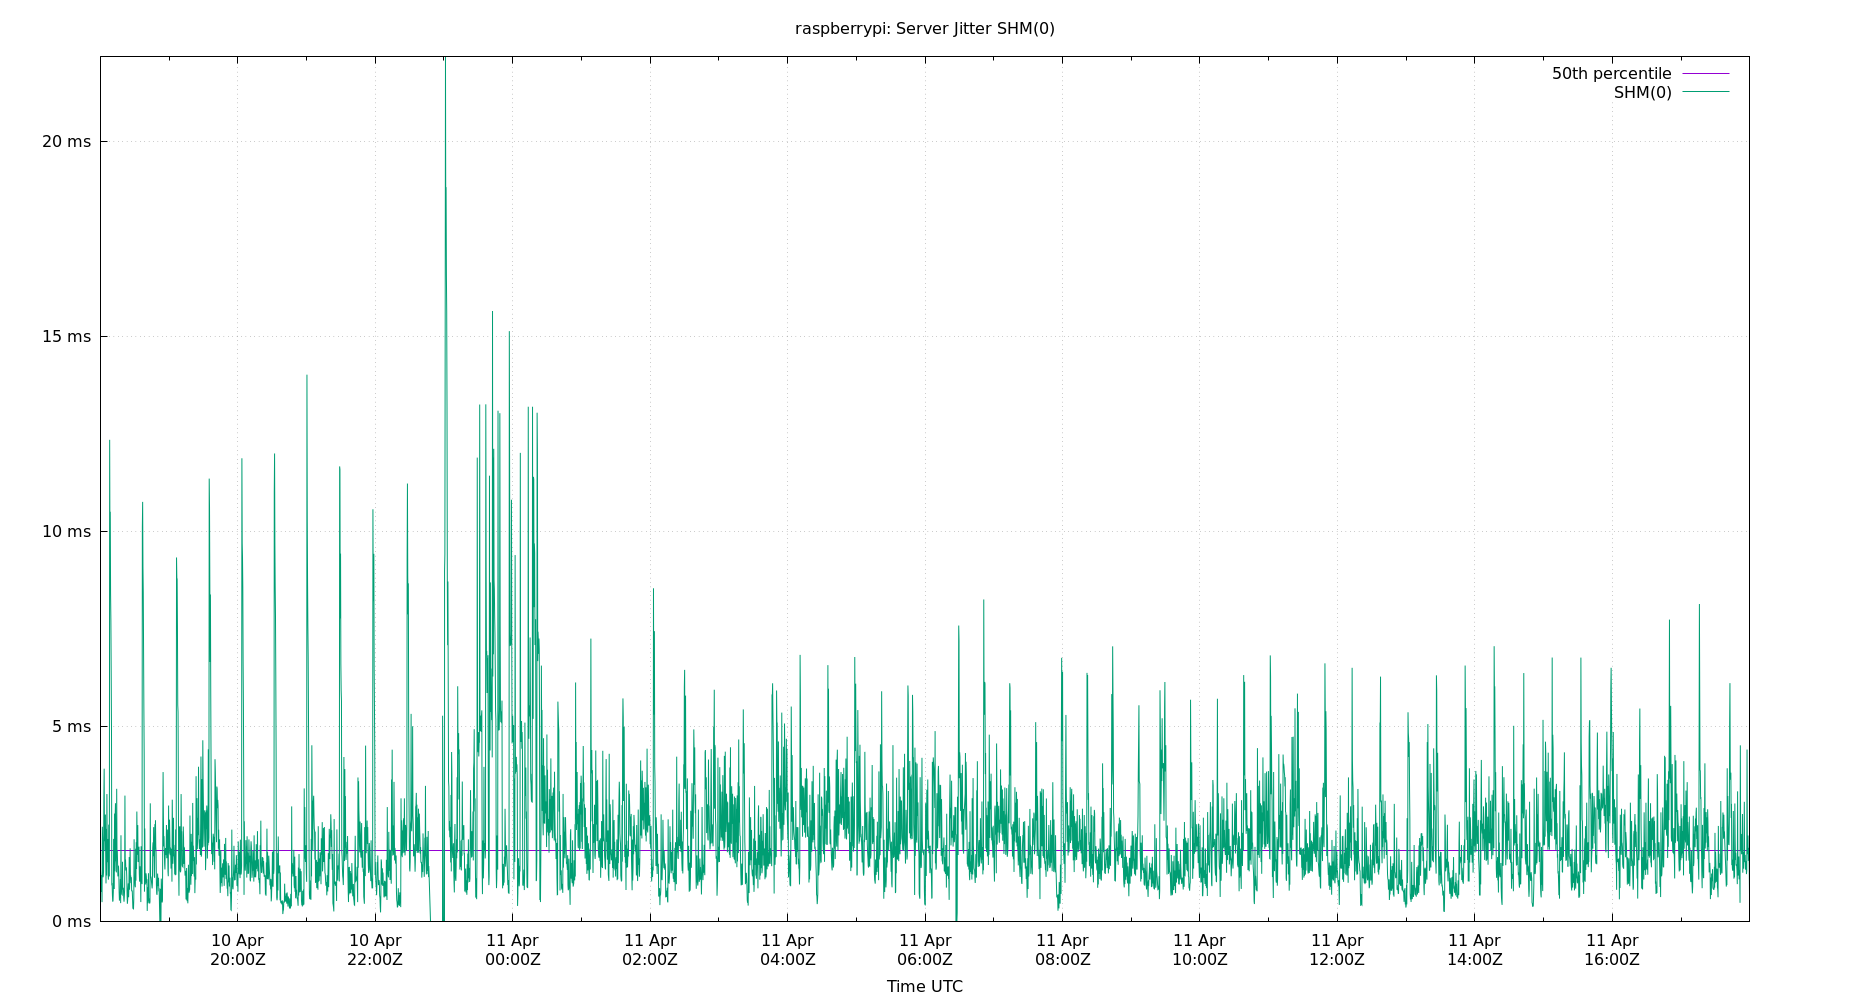 raspberrypi: Server Jitter SHM(0)
50th percentile
SHM(0)
20 ms
15 ms
10 ms
5 ms
0 ms
10 Apr
20:00Z
10 Apr
22:00Z
11 Apr
00:00Z
11 Apr
02:00Z
11 Apr
04:00Z
11 Apr
06:00Z
11 Apr
08:00Z
11 Apr
10:00Z
11 Apr
12:00Z
11 Apr
14:00Z
11 Apr
16:00Z
Time UTC